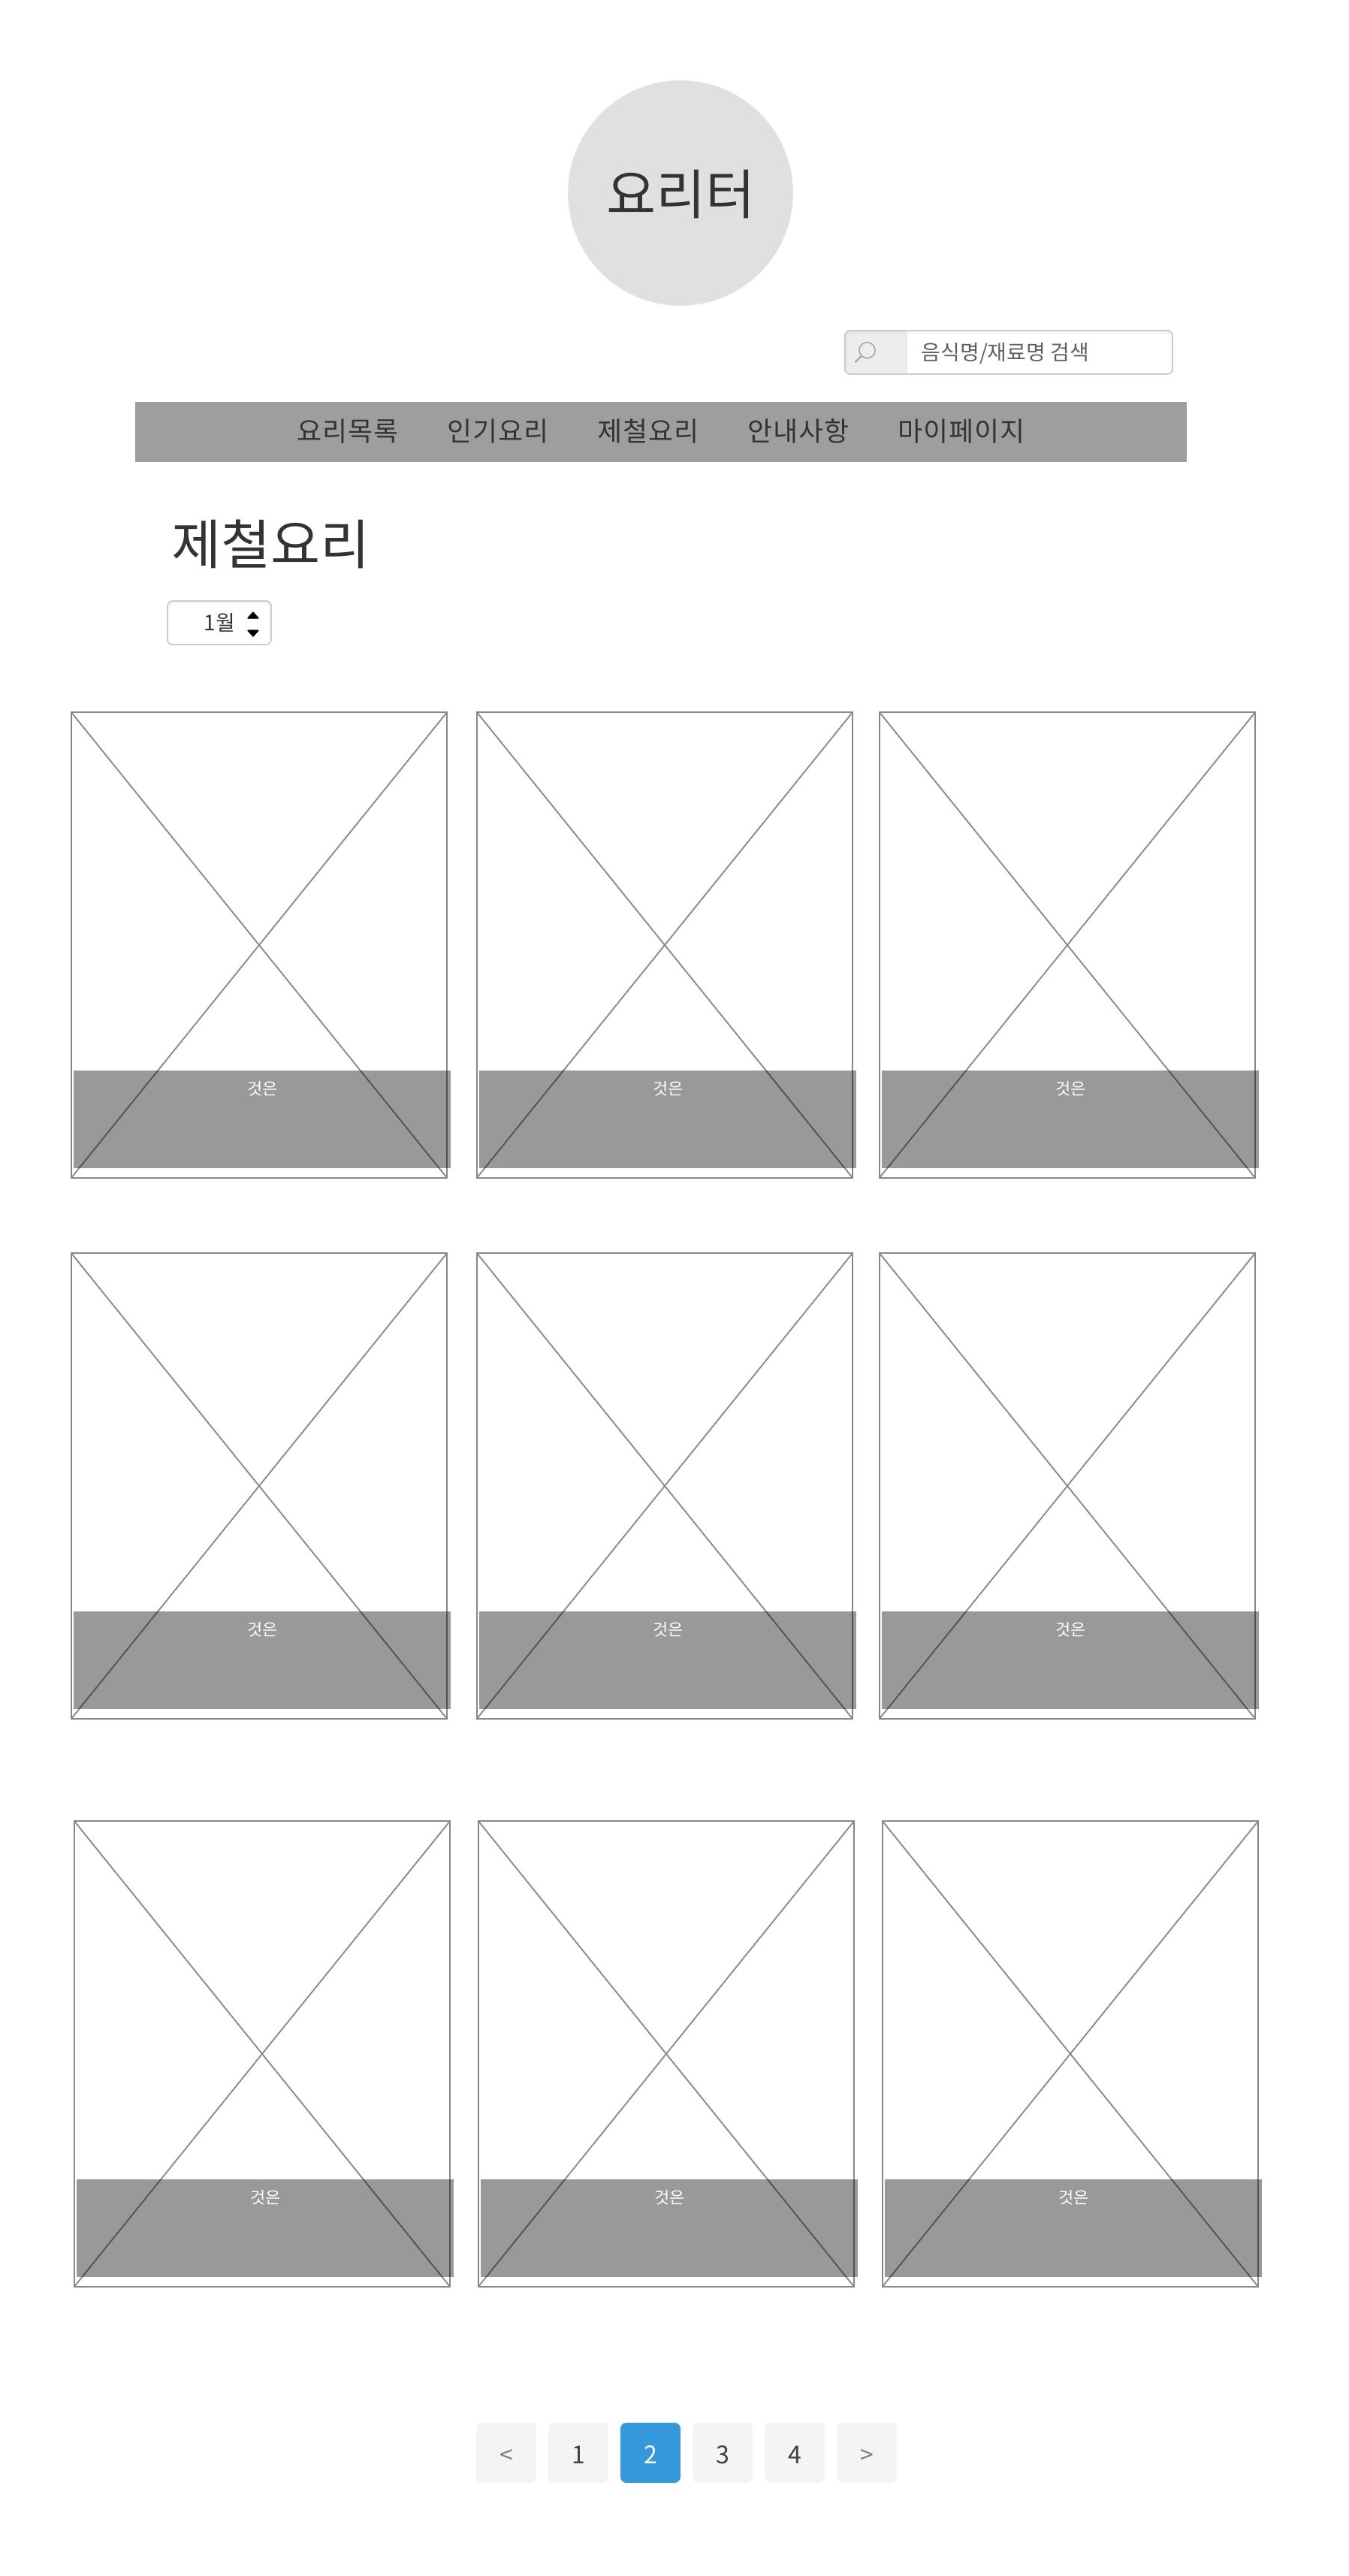 요리터
음식명/재료명 검색
요리목록 인기요리 제철요리 안내사항 마이페이지
제철요리
1월
것은 것은 것은
것은 것은 것은
것은 것은 것은
< 1 2 3 4 >